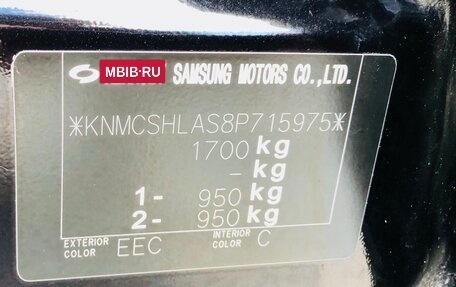 MBIB.RU SAMSUNG MOTORS CO.,LTD.
*KNMCSHLAS8P715975*
1700 kg
- kg
1- 950 kg
2- 950 kg
EXTERIOR COLOR EEC INTERIOR COLOR C